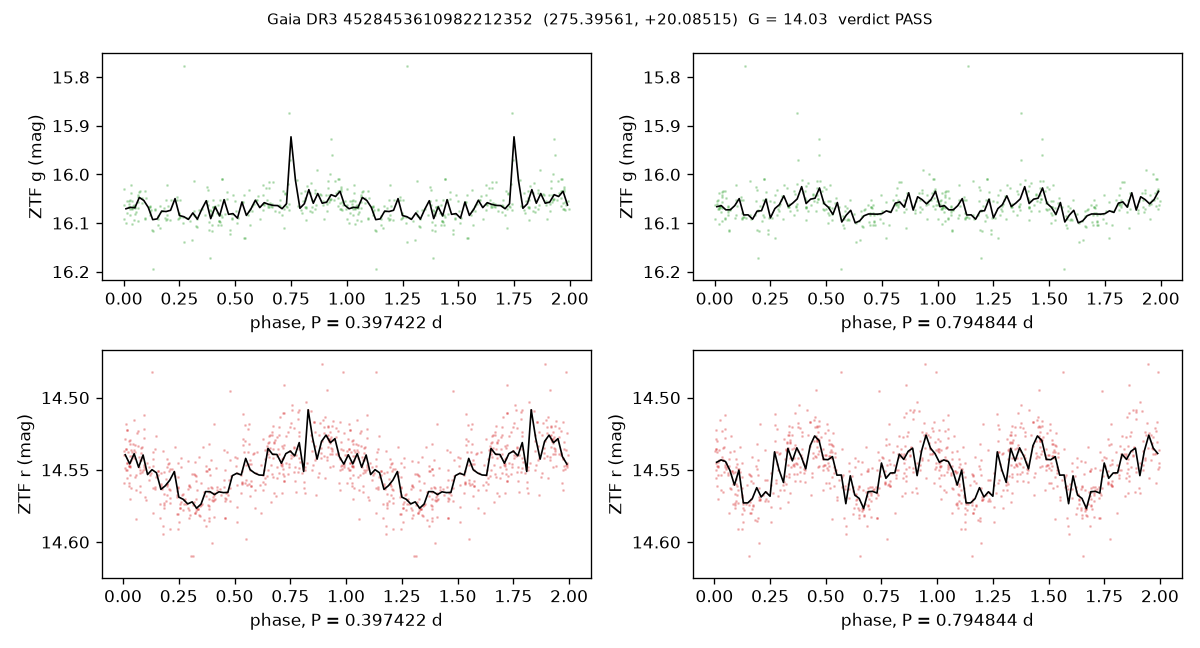 Gaia DR3 4528453610982212352  (275.39561, +20.08515)  G = 14.03  verdict PASS
ZTF g (mag)
15.8
15.9
16.0
16.1
16.2
0.00 0.25 0.50 0.75 1.00 1.25 1.50 1.75 2.00
phase, P = 0.397422 d
ZTF g (mag)
15.8
15.9
16.0
16.1
16.2
0.00 0.25 0.50 0.75 1.00 1.25 1.50 1.75 2.00
phase, P = 0.794844 d
ZTF r (mag)
14.50
14.55
14.60
0.00 0.25 0.50 0.75 1.00 1.25 1.50 1.75 2.00
phase, P = 0.397422 d
ZTF r (mag)
14.50
14.55
14.60
0.00 0.25 0.50 0.75 1.00 1.25 1.50 1.75 2.00
phase, P = 0.794844 d